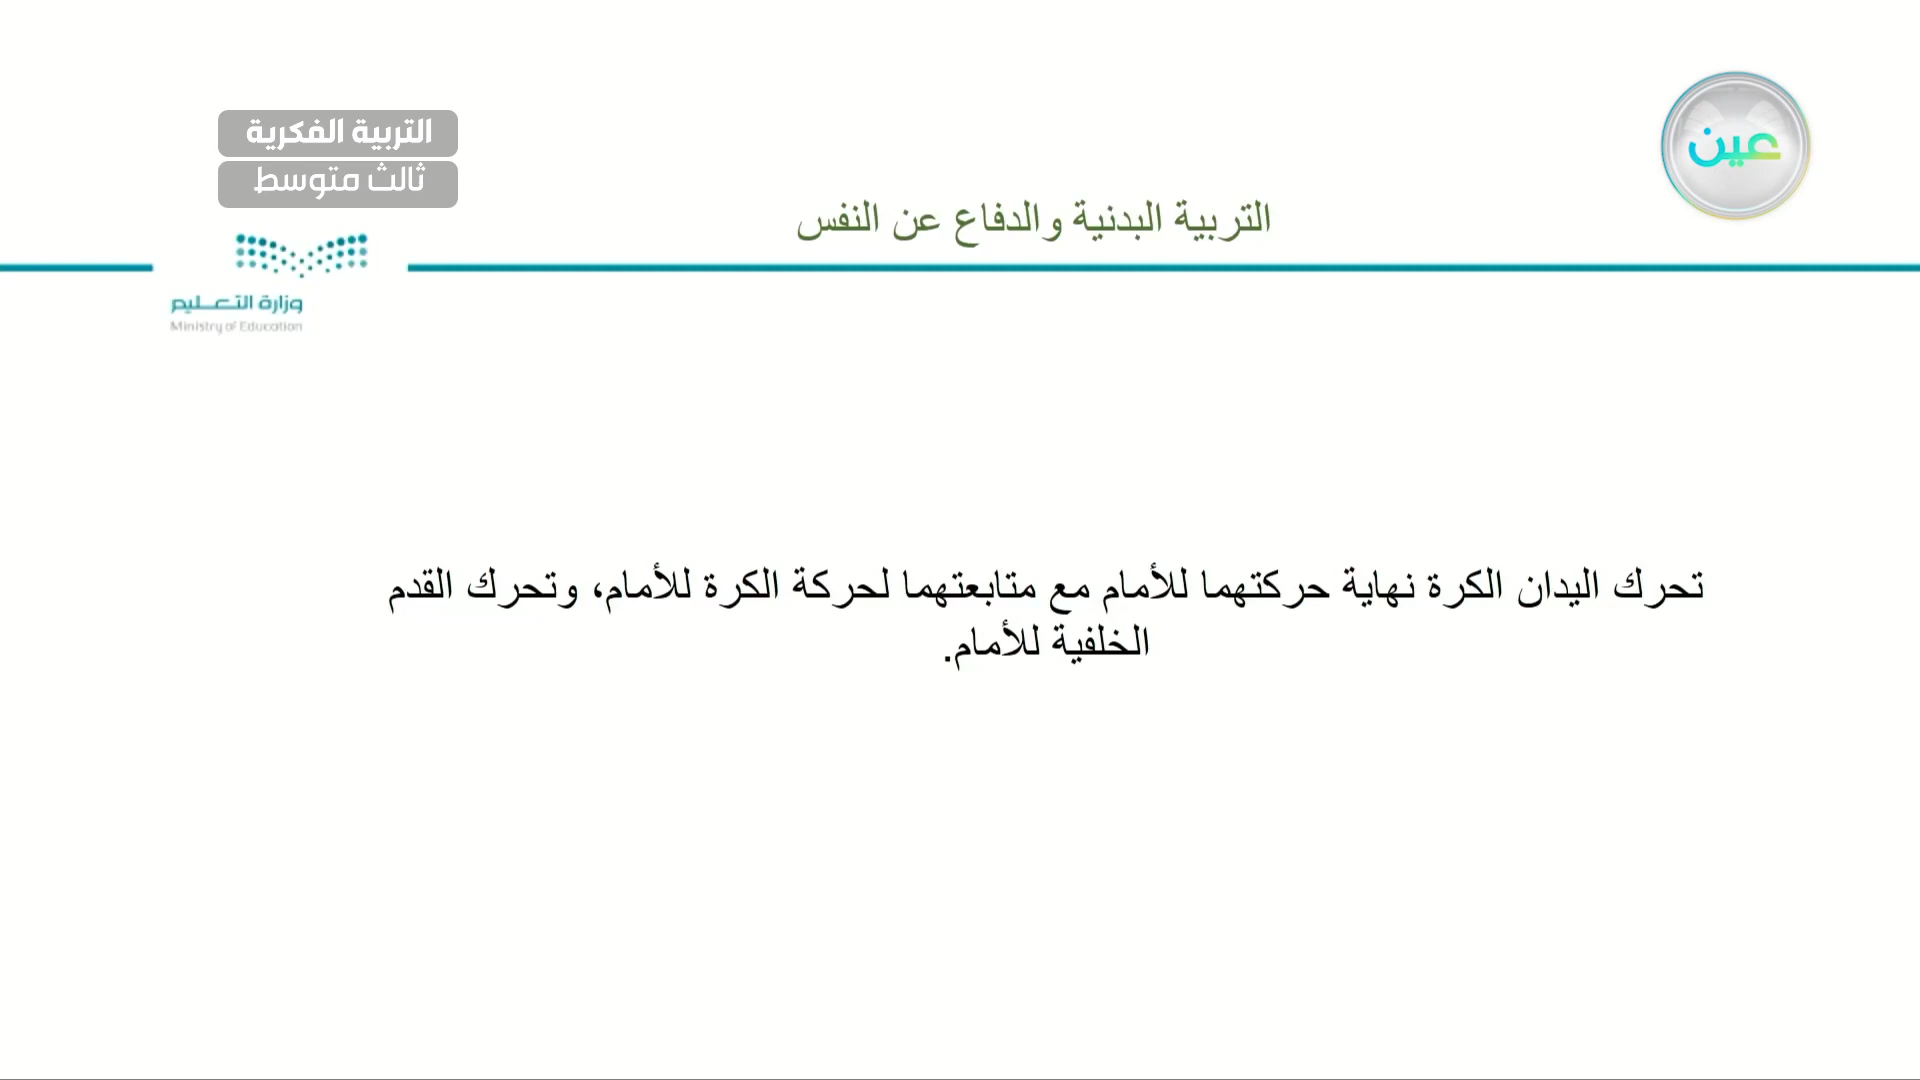 عين
التربية الفكرية
ثالث متوسط
التربية البدنية والدفاع عن النفس
وزارة التعـــليم
Ministry of Education
تحرك اليدان الكرة نهاية حركتهما للأمام مع متابعتهما لحركة الكرة للأمام، وتحرك القدم
الخلفية للأمام.